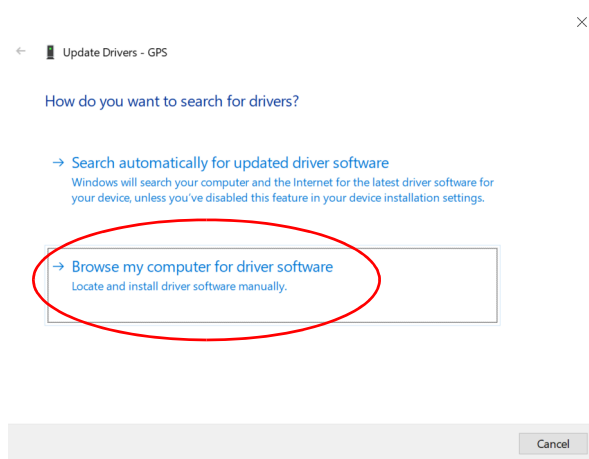 Update Drivers - GPS
How do you want to search for drivers?
→ Search automatically for updated driver software
Windows will search your computer and the Internet for the latest driver software for
your device, unless you've disabled this feature in your device installation settings.
→ Browse my computer for driver software
Locate and install driver software manually.
Cancel